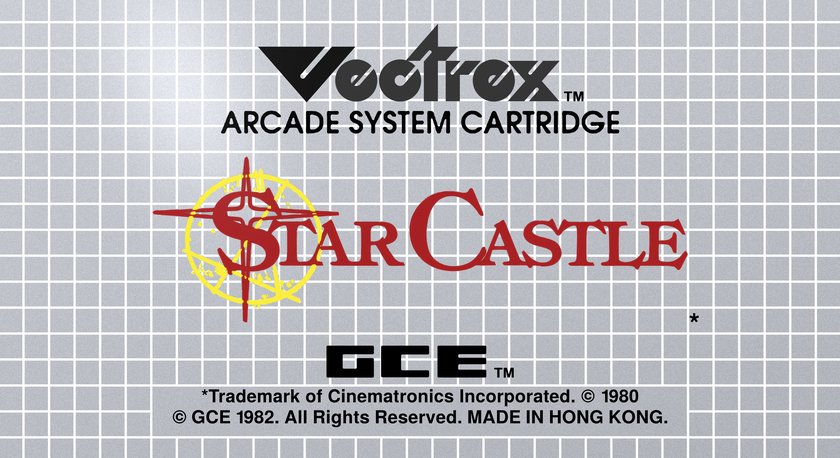 Vectrex™
ARCADE SYSTEM CARTRIDGE
STAR CASTLE
*
GCE™
*Trademark of Cinematronics Incorporated. © 1980
© GCE 1982. All Rights Reserved. MADE IN HONG KONG.